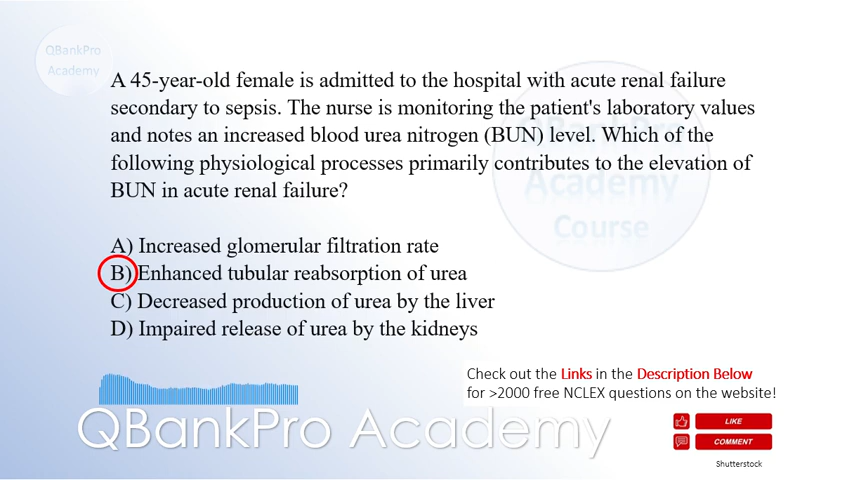 QBankPro
Academy
A 45-year-old female is admitted to the hospital with acute renal failure
secondary to sepsis. The nurse is monitoring the patient's laboratory values
and notes an increased blood urea nitrogen (BUN) level. Which of the
following physiological processes primarily contributes to the elevation of
BUN in acute renal failure?
QBankPro
Academy
Course
A) Increased glomerular filtration rate
B) Enhanced tubular reabsorption of urea
C) Decreased production of urea by the liver
D) Impaired release of urea by the kidneys
Check out the Links in the Description Below
for >2000 free NCLEX questions on the website!
QBankPro Academy
LIKE
COMMENT
Shutterstock